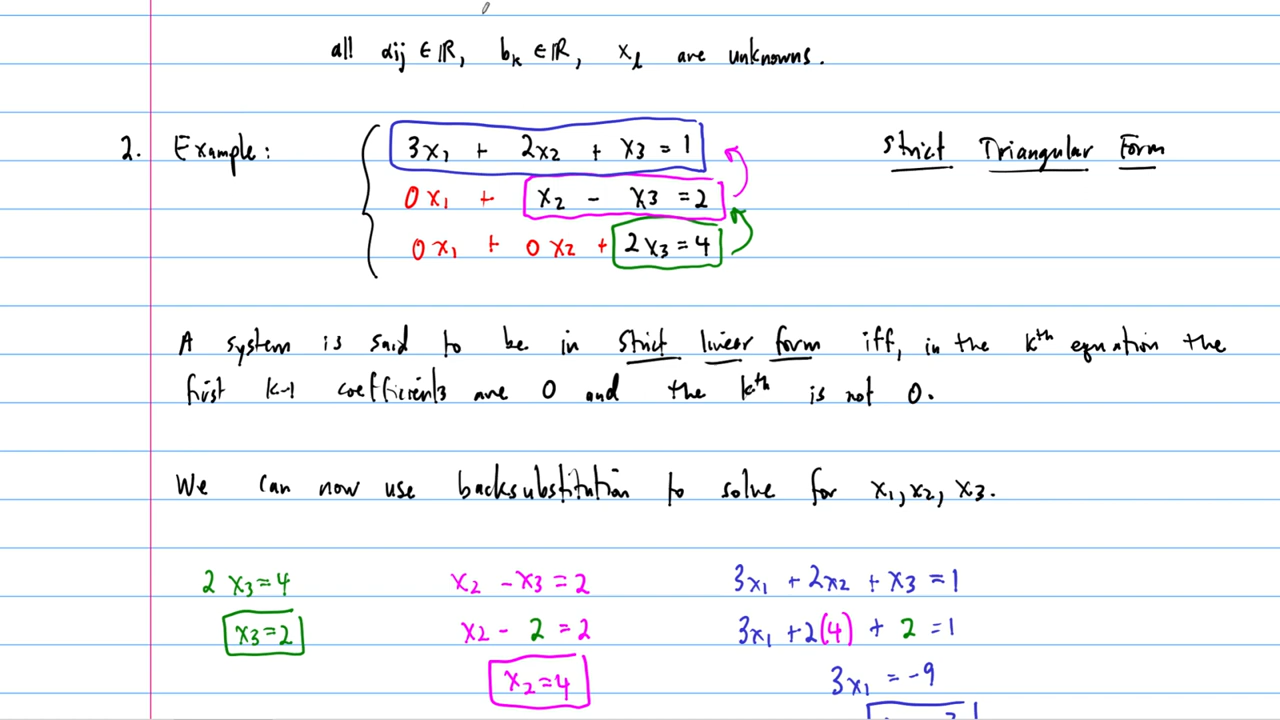 all αij ∈ ℝ, bk ∈ ℝ, xl are unknowns.
2. Example: 3x1 + 2x2 + x3 = 1 Strict Triangular Form
0x1 + x2 - x3 = 2
0x1 + 0x2 + 2x3 = 4
A system is said to be in strict linear form iff, in the kth equation the
first k-1 coefficients are 0 and the kth is not 0.
We can now use backsubstitution to solve for x1, x2, x3.
2x3 = 4 x2 - x3 = 2 3x1 + 2x2 + x3 = 1
x3 = 2 x2 - 2 = 2 3x1 + 2(4) + 2 = 1
x2 = 4 3x1 = -9